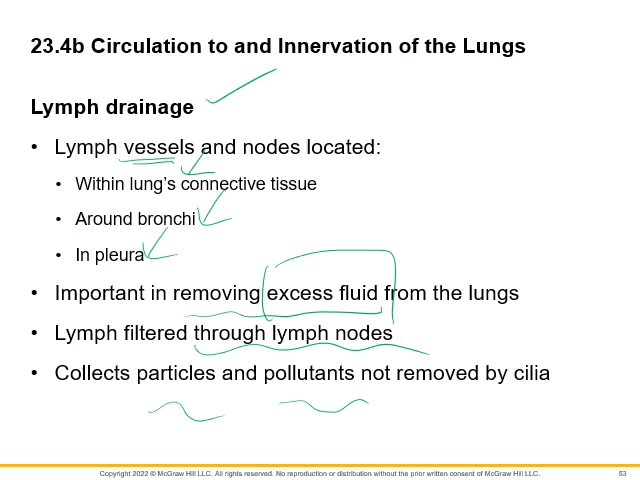 23.4b Circulation to and Innervation of the Lungs
Lymph drainage
• Lymph vessels and nodes located:
• Within lung's connective tissue
• Around bronchi
• In pleura
• Important in removing excess fluid from the lungs
• Lymph filtered through lymph nodes
• Collects particles and pollutants not removed by cilia
Copyright 2022 © McGraw Hill LLC. All rights reserved. No reproduction or distribution without the prior written consent of McGraw Hill LLC.
53